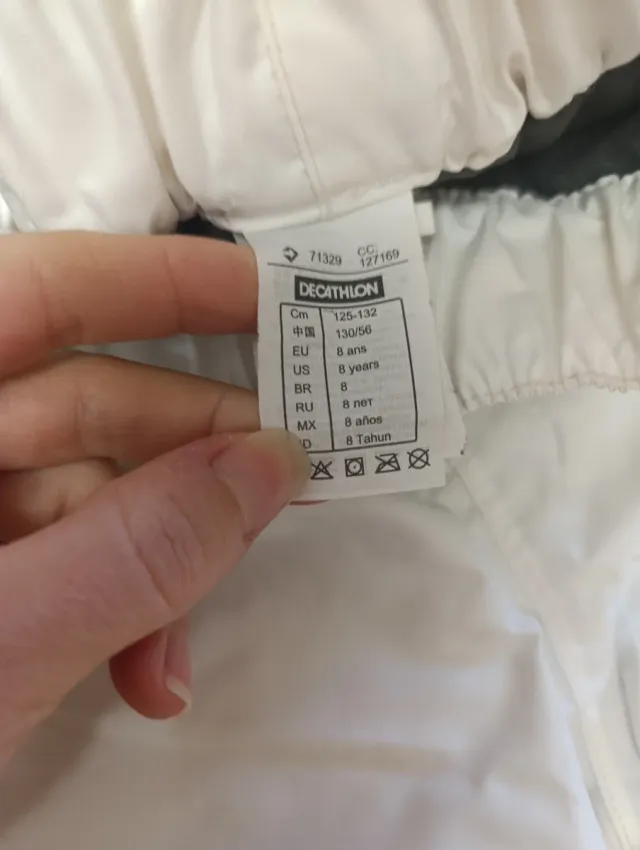 71329 CC: 127169
DECATHLON
Cm 125-132
中国 130/56
EU 8 ans
US 8 years
BR 8
RU 8 лет
MX 8 años
ID 8 Tahun